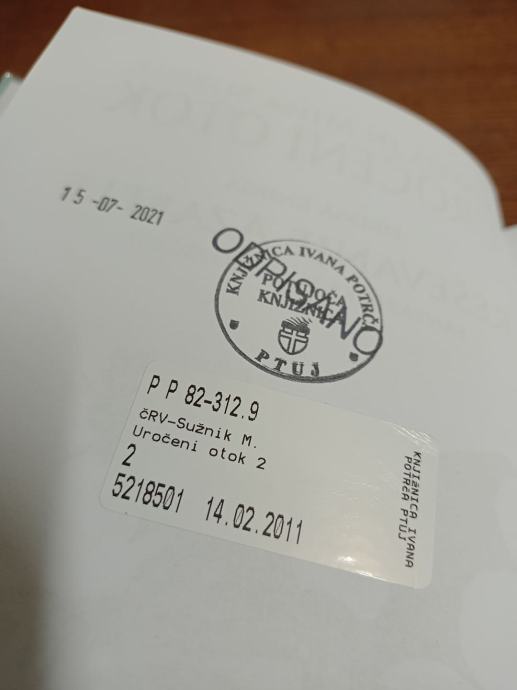 15 -07- 2021
ODPISANO
KNJIŽNICA IVANA POTRČA
POTUJOČA
KNJIŽNICA
PTUJ
P P 82-312.9
čRV-Sužnik M.
Uročeni otok 2
2
5218501 14.02.2011
KNJIžNICA IVANA
POTRčA PTUJ